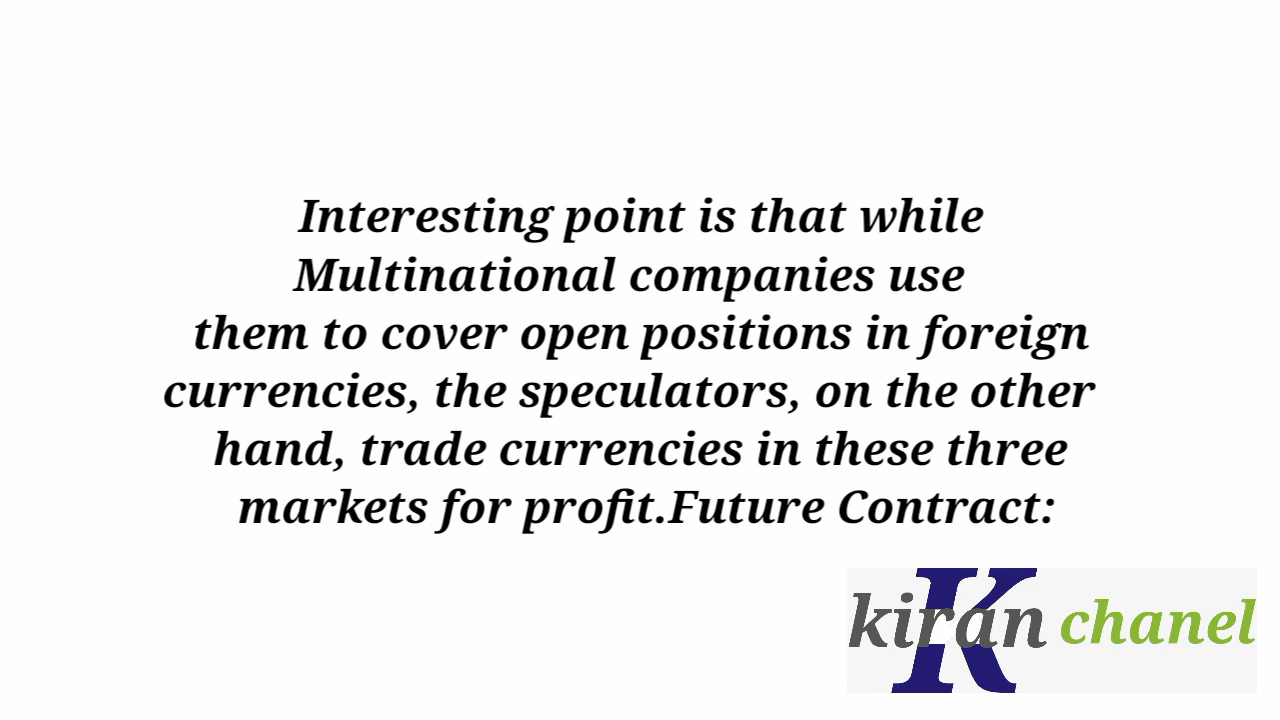 Interesting point is that while
Multinational companies use
them to cover open positions in foreign
currencies, the speculators, on the other
hand, trade currencies in these three
markets for profit.Future Contract:
K
kiran chanel